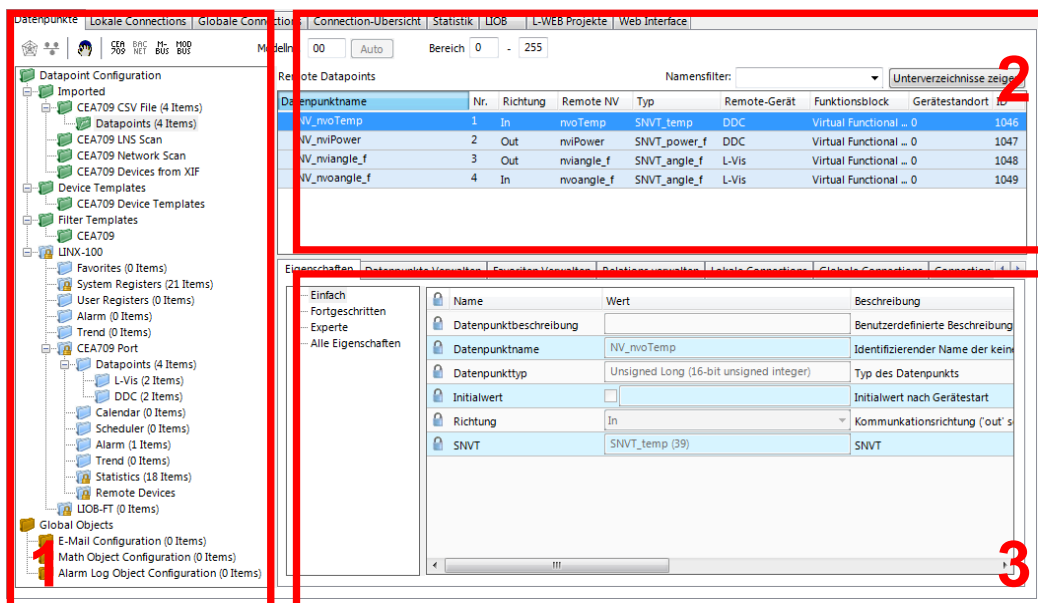 Datenpunkte Lokale Connections Globale Connections Connection-Übersicht Statistik LIOB L-WEB Projekte Web Interface
CEA 709 BAC NET M- BUS MOD BUS
Datapoint Configuration
Imported
CEA709 CSV File (4 Items)
Datapoints (4 Items)
CEA709 LNS Scan
CEA709 Network Scan
CEA709 Devices from XIF
Device Templates
CEA709 Device Templates
Filter Templates
CEA709
LINX-100
Favorites (0 Items)
System Registers (21 Items)
User Registers (0 Items)
Alarm (0 Items)
Trend (0 Items)
CEA709 Port
Datapoints (4 Items)
L-Vis (2 Items)
DDC (2 Items)
Calendar (0 Items)
Scheduler (0 Items)
Alarm (1 Items)
Trend (0 Items)
Statistics (18 Items)
Remote Devices
LIOB-FT (0 Items)
Global Objects
E-Mail Configuration (0 Items)
Math Object Configuration (0 Items)
Alarm Log Object Configuration (0 Items)
1
00 Auto Bereich 0 - 255
Remote Datapoints Namensfilter: Unterverzeichnisse zeigen
2
Datenpunktname Nr. Richtung Remote NV Typ Remote-Gerät Funktionsblock Gerätestandort ID
NV_nvoTemp 1 In nvoTemp SNVT_temp DDC Virtual Functional ... 0 1046
NV_nviPower 2 Out nviPower SNVT_power_f DDC Virtual Functional ... 0 1047
NV_nviangle_f 3 Out nviangle_f SNVT_angle_f L-Vis Virtual Functional ... 0 1048
NV_nvoangle_f 4 In nvoangle_f SNVT_angle_f L-Vis Virtual Functional ... 0 1049
Eigenschaften Datenpunkte Verwalten Favoriten Verwalten Relations verwalten Lokale Connections Globale Connections Connection
Einfach
Fortgeschritten
Experte
Alle Eigenschaften
Name Wert Beschreibung
Datenpunktbeschreibung Benutzerdefinierte Beschreibung
Datenpunktname NV_nvoTemp Identifizierender Name der keine
Datenpunkttyp Unsigned Long (16-bit unsigned integer) Typ des Datenpunkts
Initialwert Initialwert nach Gerätestart
Richtung In Kommunkationsrichtung ('out' s
SNVT SNVT_temp (39) SNVT
3